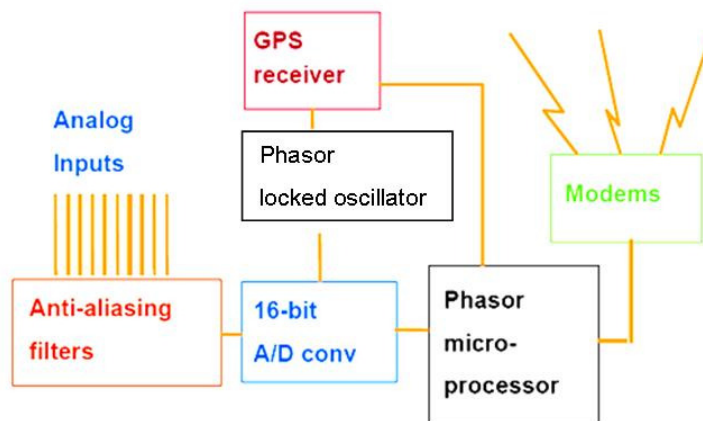 GPS
receiver
Analog
Inputs
Phasor
locked oscillator
Modems
Anti-aliasing
filters
16-bit
A/D conv
Phasor
micro-
processor